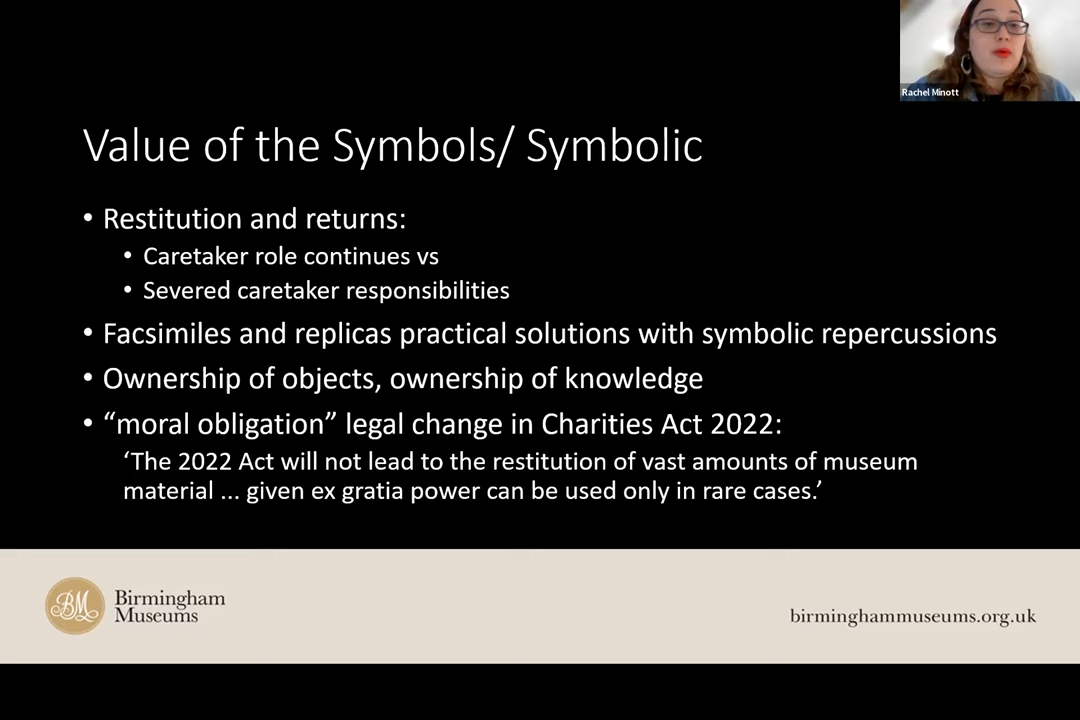 Rachel Minott
Value of the Symbols/ Symbolic
• Restitution and returns:
• Caretaker role continues vs
• Severed caretaker responsibilities
• Facsimiles and replicas practical solutions with symbolic repercussions
• Ownership of objects, ownership of knowledge
• “moral obligation” legal change in Charities Act 2022:
‘The 2022 Act will not lead to the restitution of vast amounts of museum
material ... given ex gratia power can be used only in rare cases.’
BM
Birmingham
Museums
birminghammuseums.org.uk